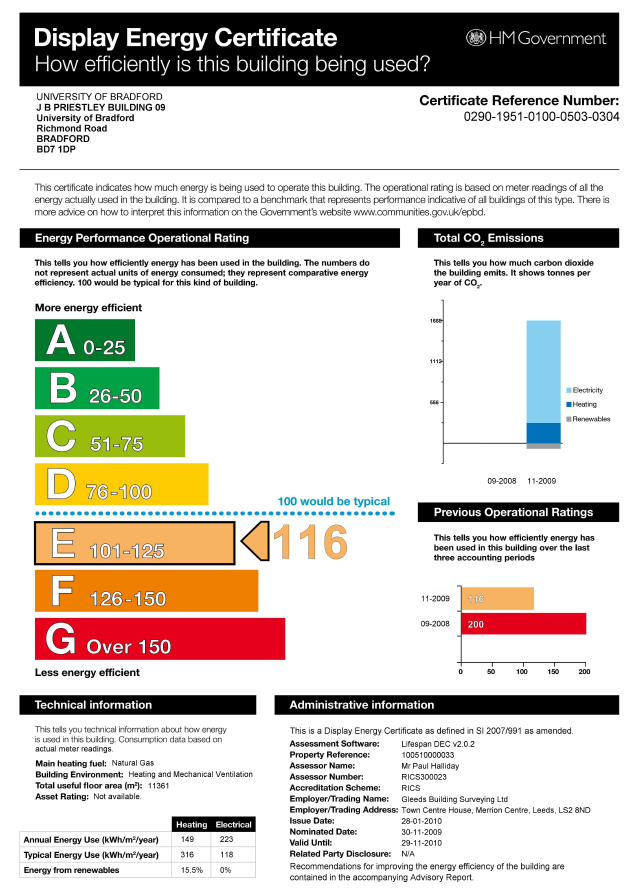 Display Energy Certificate
How efficiently is this building being used?
HM Government
UNIVERSITY OF BRADFORD
J B PRIESTLEY BUILDING 09
University of Bradford
Richmond Road
BRADFORD
BD7 1DP
Certificate Reference Number:
0290-1951-0100-0503-0304
This certificate indicates how much energy is being used to operate this building. The operational rating is based on meter readings of all the
energy actually used in the building. It is compared to a benchmark that represents performance indicative of all buildings of this type. There is
more advice on how to interpret this information on the Government's website www.communities.gov.uk/epbd.
Energy Performance Operational Rating
This tells you how efficiently energy has been used in the building. The numbers do
not represent actual units of energy consumed; they represent comparative energy
efficiency. 100 would be typical for this kind of building.
More energy efficient
A 0-25
B 26-50
C 51-75
D 76-100
100 would be typical
E 101-125
116
F 126-150
G Over 150
Less energy efficient
Total CO2 Emissions
This tells you how much carbon dioxide
the building emits. It shows tonnes per
year of CO2.
1112
Electricity
Heating
Renewables
09-2008 11-2009
Previous Operational Ratings
This tells you how efficiently energy has
been used in this building over the last
three accounting periods
11-2009 116
09-2008 200
0 50 100 150 200
Technical information
This tells you technical information about how energy
is used in this building. Consumption data based on
actual meter readings.
Main heating fuel: Natural Gas
Building Environment: Heating and Mechanical Ventilation
Total useful floor area (m²): 11361
Asset Rating: Not available.
Heating Electrical
Annual Energy Use (kWh/m²/year) 149 223
Typical Energy Use (kWh/m²/year) 316 118
Energy from renewables 15.5% 0%
Administrative information
This is a Display Energy Certificate as defined in SI 2007/991 as amended.
Assessment Software: Lifespan DEC v2.0.2
Property Reference: 100510000033
Assessor Name: Mr Paul Halliday
Assessor Number: RICS300023
Accreditation Scheme: RICS
Employer/Trading Name: Gleeds Building Surveying Ltd
Employer/Trading Address: Town Centre House, Merrion Centre, Leeds, LS2 8ND
Issue Date: 28-01-2010
Nominated Date: 30-11-2009
Valid Until: 29-11-2010
Related Party Disclosure: N/A
Recommendations for improving the energy efficiency of the building are
contained in the accompanying Advisory Report.